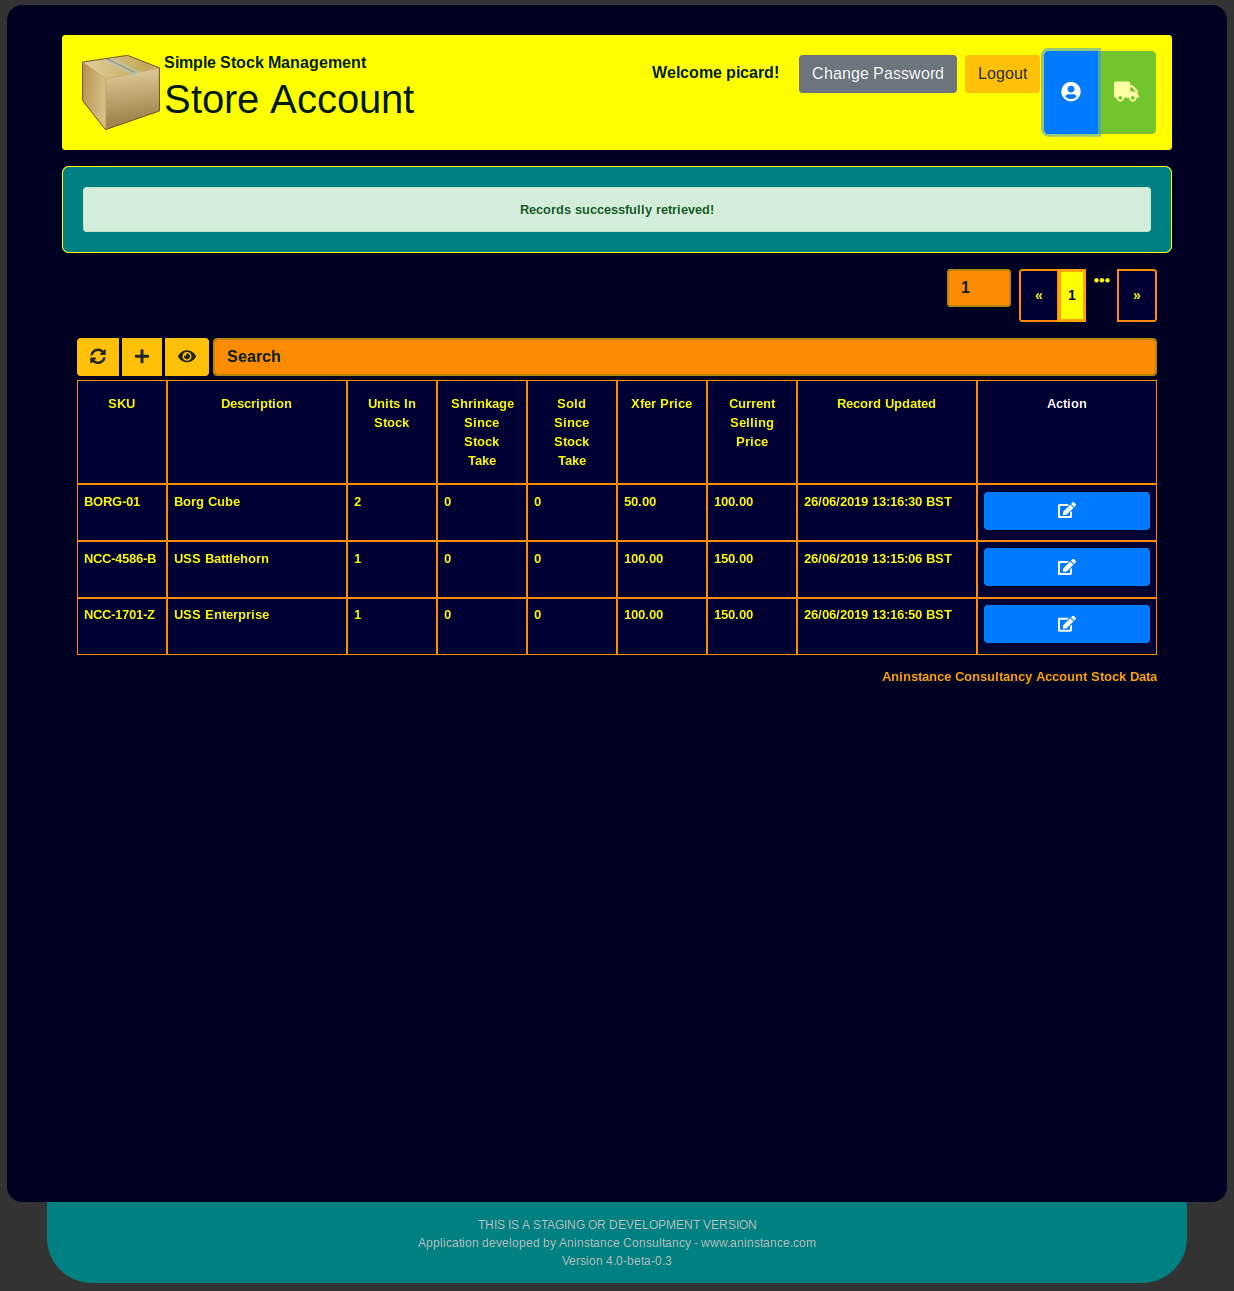 Simple Stock Management
Store Account
Welcome picard!
Change Password
Logout
Records successfully retrieved!
1
«
1
•••
»
Search
SKU
Description
Units In
Stock
Shrinkage
Since
Stock
Take
Sold
Since
Stock
Take
Xfer Price
Current
Selling
Price
Record Updated
Action
BORG-01 Borg Cube 2 0 0 50.00 100.00 26/06/2019 13:16:30 BST
NCC-4586-B USS Battlehorn 1 0 0 100.00 150.00 26/06/2019 13:15:06 BST
NCC-1701-Z USS Enterprise 1 0 0 100.00 150.00 26/06/2019 13:16:50 BST
Aninstance Consultancy Account Stock Data
THIS IS A STAGING OR DEVELOPMENT VERSION
Application developed by Aninstance Consultancy - www.aninstance.com
Version 4.0-beta-0.3